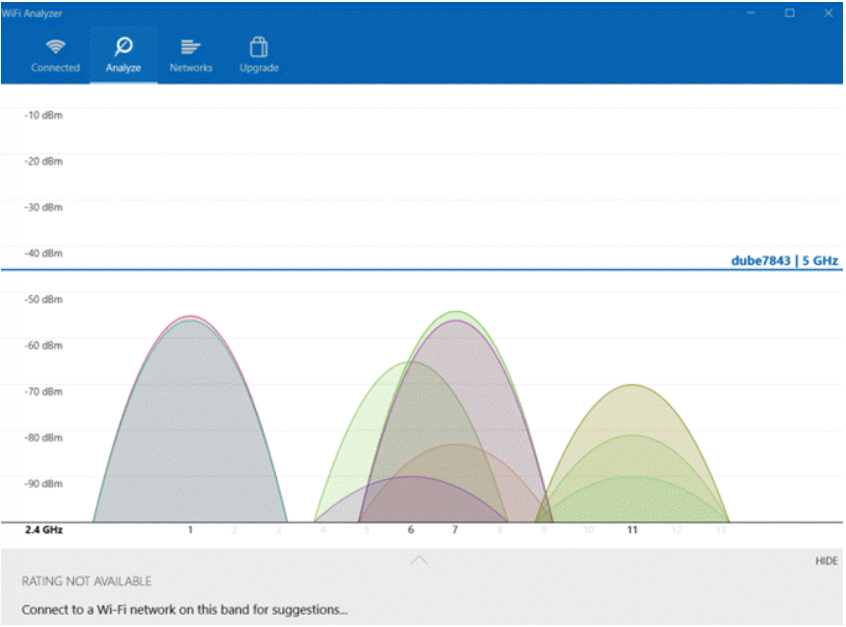 WiFi Analyzer
Connected Analyze Networks Upgrade
-10 dBm
-20 dBm
-30 dBm
-40 dBm
dube7843 | 5 GHz
-50 dBm
-60 dBm
-70 dBm
-80 dBm
-90 dBm
2.4 GHz 1 2 3 4 5 6 7 8 9 10 11 12 13
HIDE
RATING NOT AVAILABLE
Connect to a Wi-Fi network on this band for suggestions...